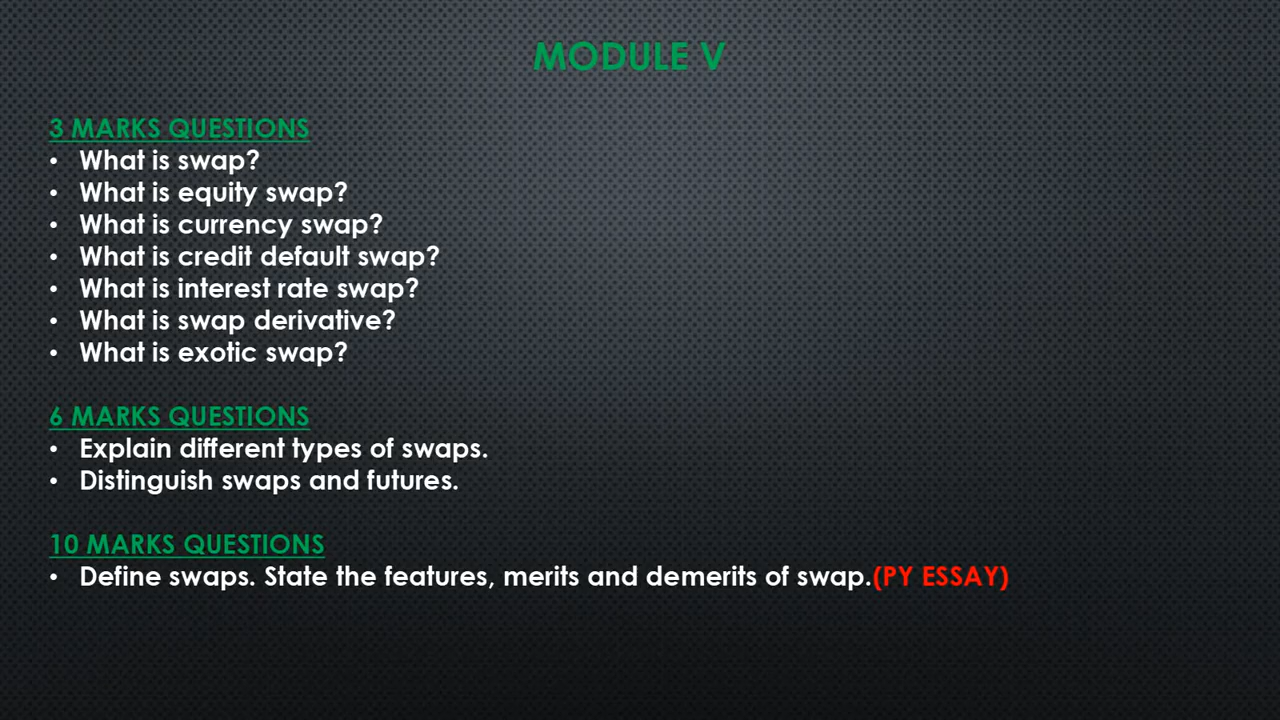 MODULE V
3 MARKS QUESTIONS
• What is swap?
• What is equity swap?
• What is currency swap?
• What is credit default swap?
• What is interest rate swap?
• What is swap derivative?
• What is exotic swap?
6 MARKS QUESTIONS
• Explain different types of swaps.
• Distinguish swaps and futures.
10 MARKS QUESTIONS
• Define swaps. State the features, merits and demerits of swap.(PY ESSAY)